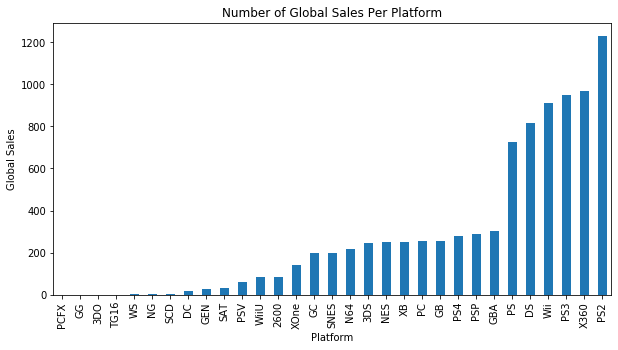 Number of Global Sales Per Platform
1200
1000
800
600
400
200
0
Global Sales
PCFX
GG
3DO
TG16
WS
NG
SCD
DC
GEN
SAT
PSV
WiiU
2600
XOne
GC
SNES
N64
3DS
NES
XB
PC
GB
PS4
PSP
GBA
PS
DS
Wii
PS3
X360
PS2
Platform